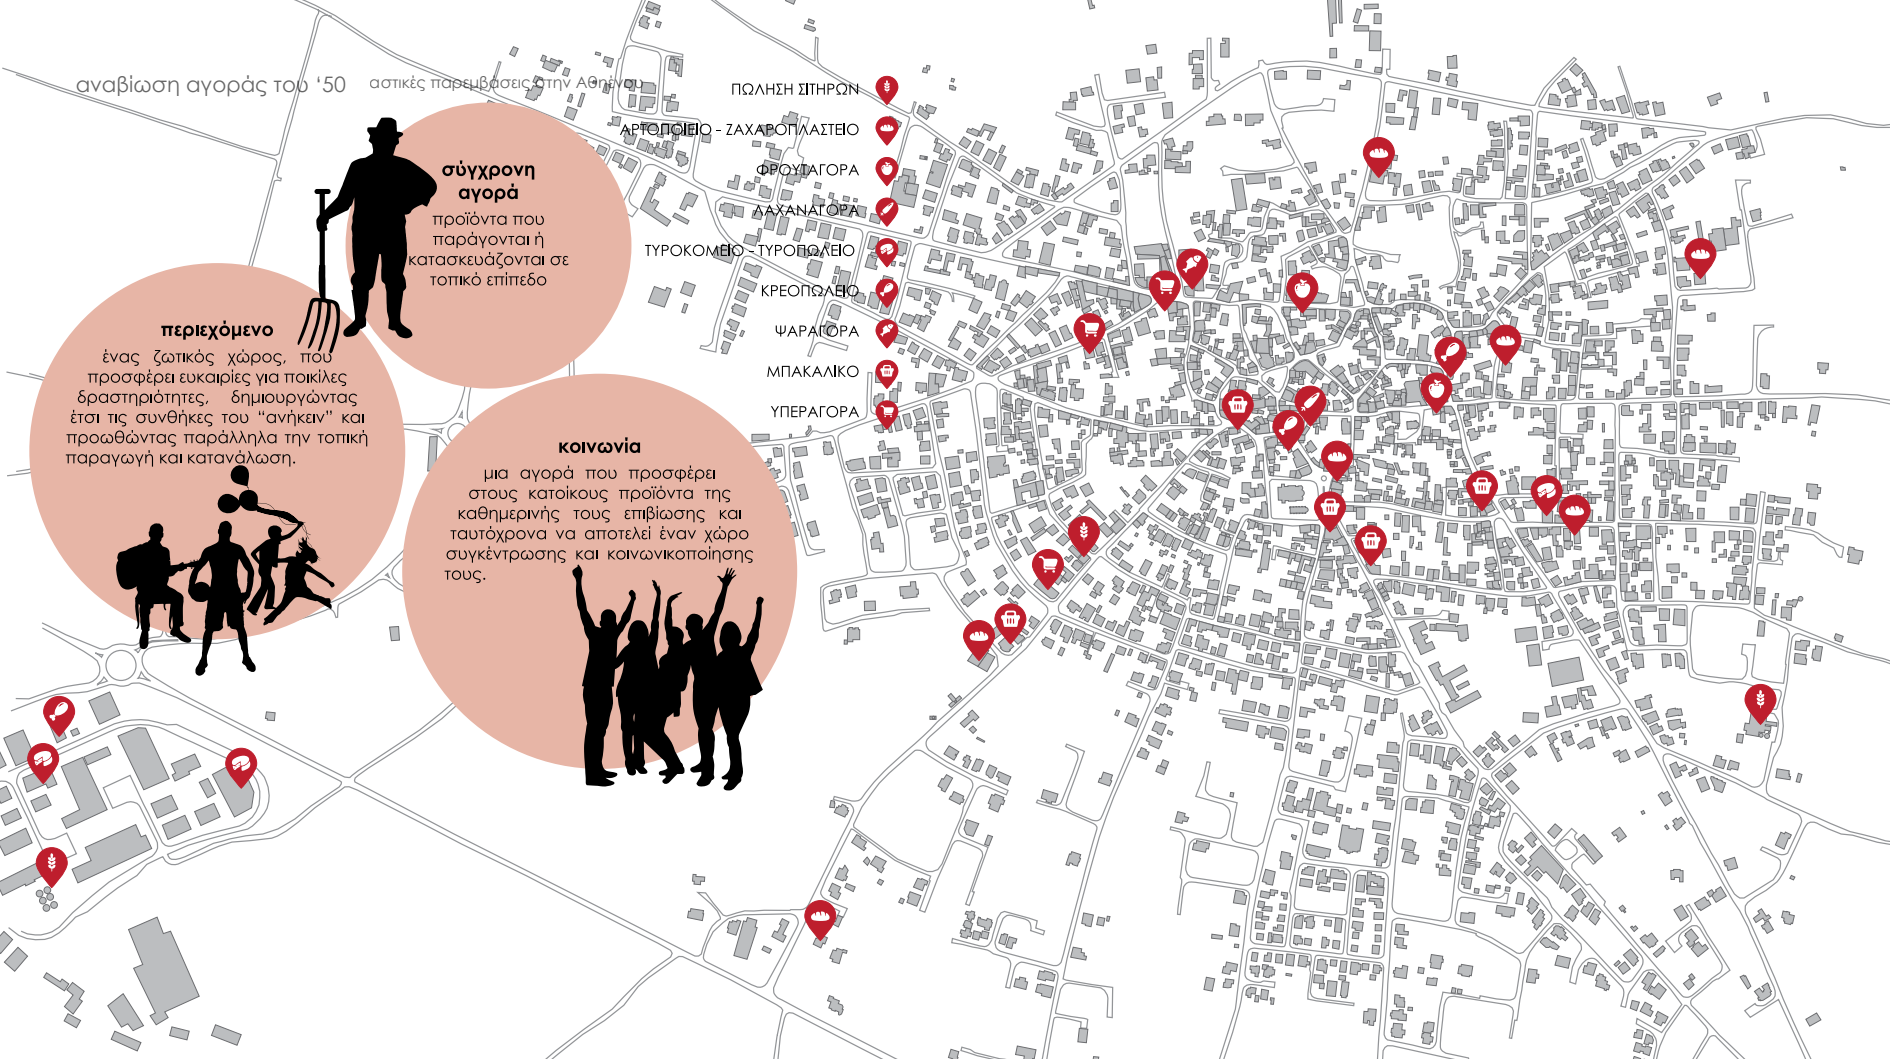 αναβίωση αγοράς του ‘50
αστικές παρεμβάσεις στην Αθηένου
σύγχρονη
αγορά
προϊόντα που
παράγονται ή
κατασκευάζονται σε
τοπικό επίπεδο
περιεχόμενο
ένας ζωτικός χώρος, που
προσφέρει ευκαιρίες για ποικίλες
δραστηριότητες, δημιουργώντας
έτσι τις συνθήκες του “ανήκειν” και
προωθώντας παράλληλα την τοπική
παραγωγή και κατανάλωση.
κοινωνία
μια αγορά που προσφέρει
στους κατοίκους προϊόντα της
καθημερινής τους επιβίωσης και
ταυτόχρονα να αποτελεί έναν χώρο
συγκέντρωσης και κοινωνικοποίησης
τους.
ΠΩΛΗΣΗ ΣΙΤΗΡΩΝ
ΑΡΤΟΠΟΙΕΙΟ - ΖΑΧΑΡΟΠΛΑΣΤΕΙΟ
ΦΡΟΥΤΑΓΟΡΑ
ΛΑΧΑΝΑΓΟΡΑ
ΤΥΡΟΚΟΜΕΙΟ - ΤΥΡΟΠΩΛΕΙΟ
ΚΡΕΟΠΩΛΕΙΟ
ΨΑΡΑΓΟΡΑ
ΜΠΑΚΑΛΙΚΟ
ΥΠΕΡΑΓΟΡΑ